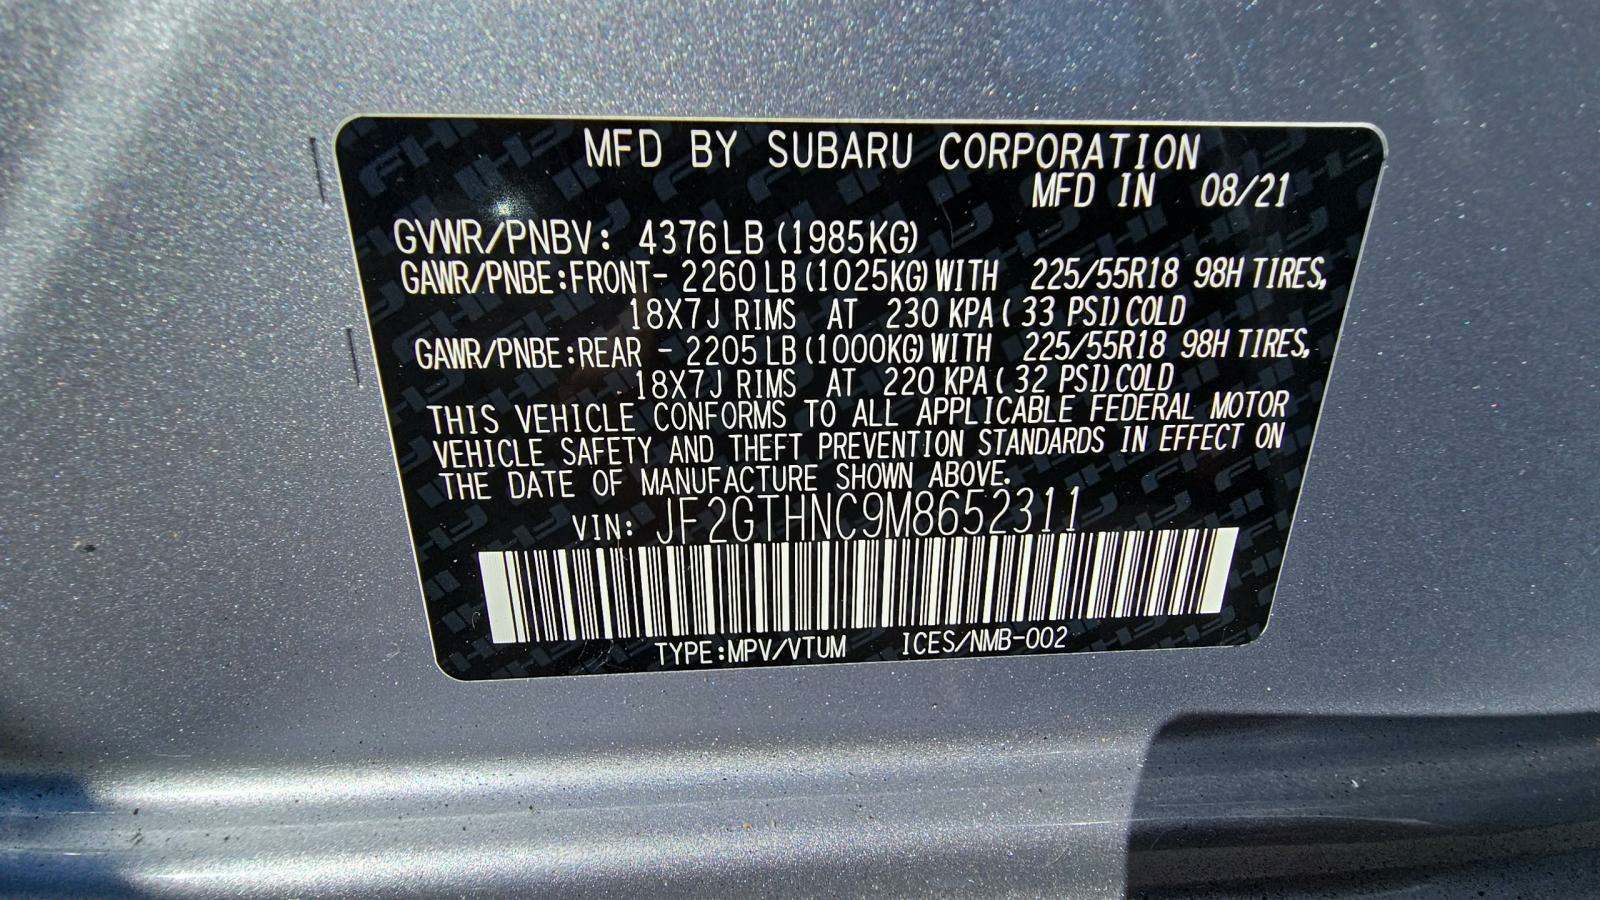 MFD BY SUBARU CORPORATION
MFD IN 08/21
GVWR/PNBV: 4376LB (1985KG)
GAWR/PNBE:FRONT- 2260 LB (1025KG) WITH 225/55R18 98H TIRES,
18X7J RIMS AT 230 KPA ( 33 PSI) COLD
GAWR/PNBE:REAR - 2205 LB (1000KG) WITH 225/55R18 98H TIRES,
18X7J RIMS AT 220 KPA ( 32 PSI) COLD
THIS VEHICLE CONFORMS TO ALL APPLICABLE FEDERAL MOTOR
VEHICLE SAFETY AND THEFT PREVENTION STANDARDS IN EFFECT ON
THE DATE OF MANUFACTURE SHOWN ABOVE.
VIN: JF2GTHNC9M8652311
TYPE:MPV/VTUM ICES/NMB-002